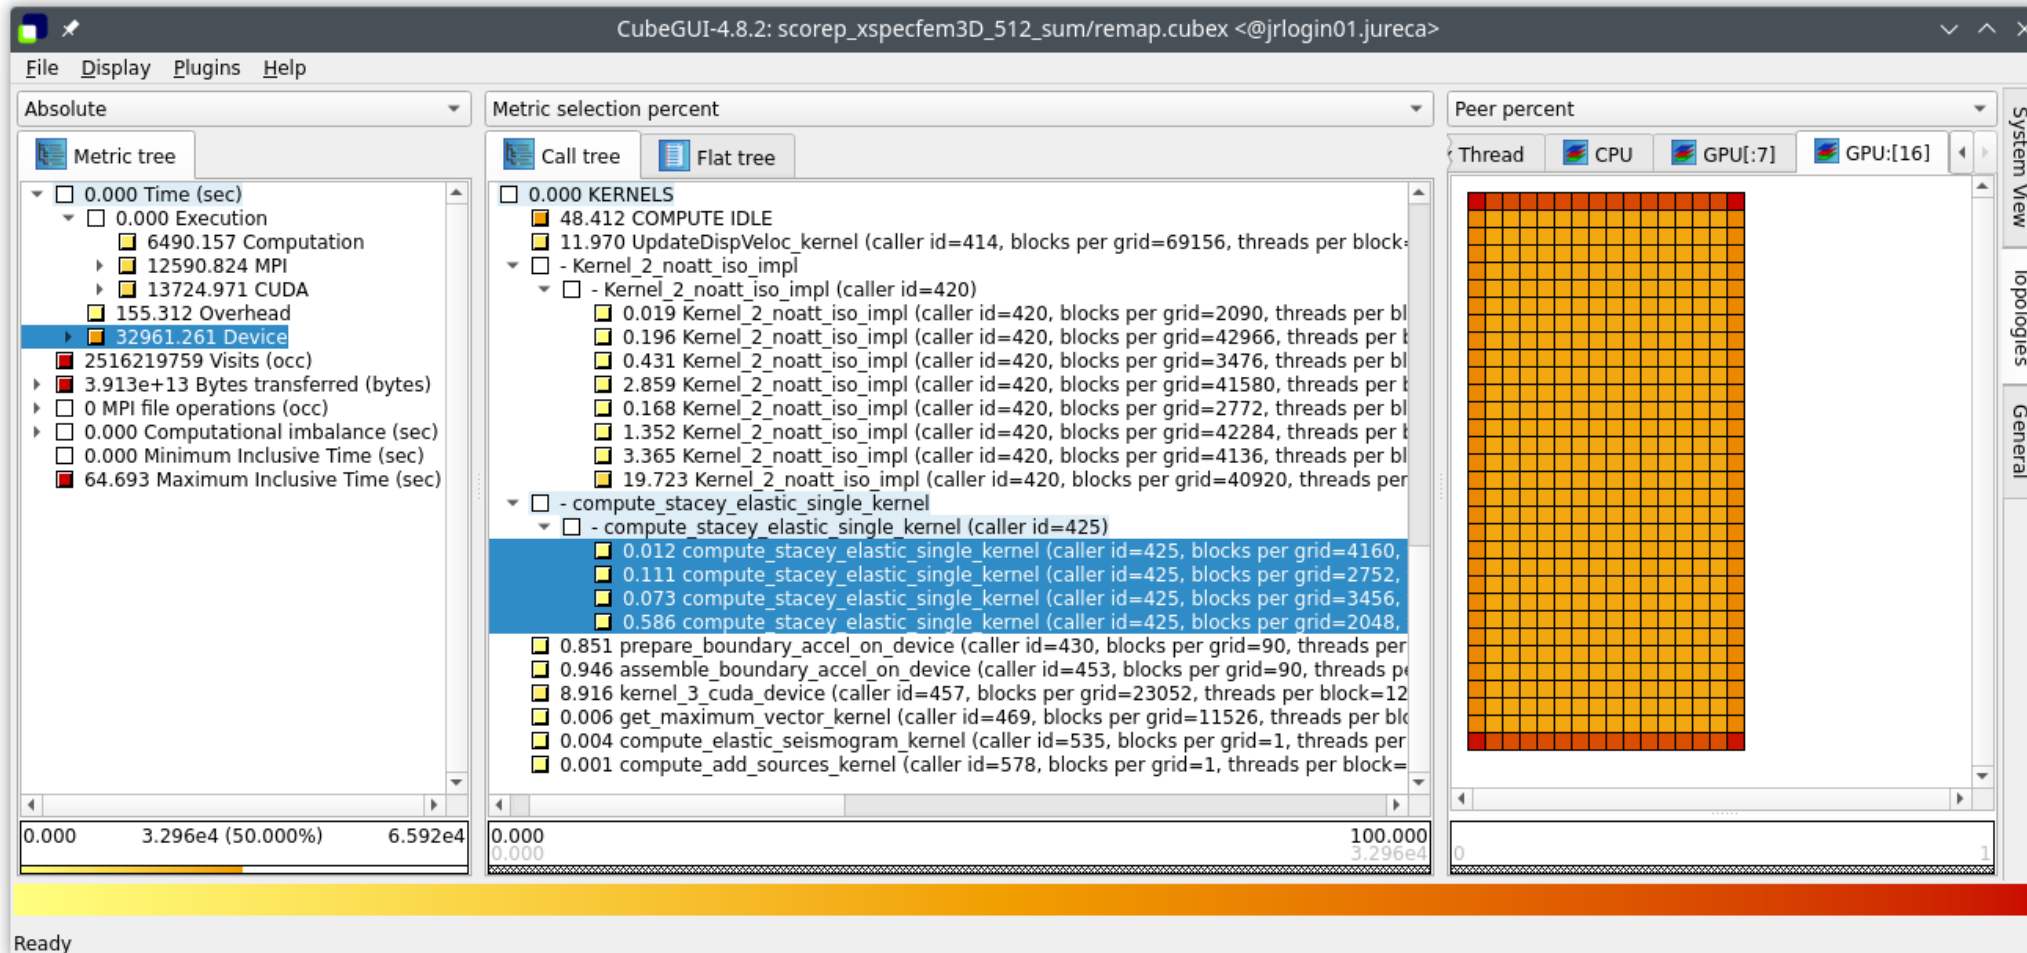 CubeGUI-4.8.2: scorep_xspecfem3D_512_sum/remap.cubex <@jrlogin01.jureca>
File Display Plugins Help
Absolute
Metric tree
0.000 Time (sec)
0.000 Execution
6490.157 Computation
12590.824 MPI
13724.971 CUDA
155.312 Overhead
32961.261 Device
2516219759 Visits (occ)
3.913e+13 Bytes transferred (bytes)
0 MPI file operations (occ)
0.000 Computational imbalance (sec)
0.000 Minimum Inclusive Time (sec)
64.693 Maximum Inclusive Time (sec)
0.000 3.296e4 (50.000%) 6.592e4
Metric selection percent
Call tree Flat tree
0.000 KERNELS
48.412 COMPUTE IDLE
11.970 UpdateDispVeloc_kernel (caller id=414, blocks per grid=69156, threads per block=
- Kernel_2_noatt_iso_impl
- Kernel_2_noatt_iso_impl (caller id=420)
0.019 Kernel_2_noatt_iso_impl (caller id=420, blocks per grid=2090, threads per bl
0.196 Kernel_2_noatt_iso_impl (caller id=420, blocks per grid=42966, threads per b
0.431 Kernel_2_noatt_iso_impl (caller id=420, blocks per grid=3476, threads per bl
2.859 Kernel_2_noatt_iso_impl (caller id=420, blocks per grid=41580, threads per b
0.168 Kernel_2_noatt_iso_impl (caller id=420, blocks per grid=2772, threads per bl
1.352 Kernel_2_noatt_iso_impl (caller id=420, blocks per grid=42284, threads per b
3.365 Kernel_2_noatt_iso_impl (caller id=420, blocks per grid=4136, threads per bl
19.723 Kernel_2_noatt_iso_impl (caller id=420, blocks per grid=40920, threads per
- compute_stacey_elastic_single_kernel
- compute_stacey_elastic_single_kernel (caller id=425)
0.012 compute_stacey_elastic_single_kernel (caller id=425, blocks per grid=4160,
0.111 compute_stacey_elastic_single_kernel (caller id=425, blocks per grid=2752,
0.073 compute_stacey_elastic_single_kernel (caller id=425, blocks per grid=3456,
0.586 compute_stacey_elastic_single_kernel (caller id=425, blocks per grid=2048,
0.851 prepare_boundary_accel_on_device (caller id=430, blocks per grid=90, threads per
0.946 assemble_boundary_accel_on_device (caller id=453, blocks per grid=90, threads pe
8.916 kernel_3_cuda_device (caller id=457, blocks per grid=23052, threads per block=12
0.006 get_maximum_vector_kernel (caller id=469, blocks per grid=11526, threads per blo
0.004 compute_elastic_seismogram_kernel (caller id=535, blocks per grid=1, threads per
0.001 compute_add_sources_kernel (caller id=578, blocks per grid=1, threads per block=
0.000 100.000
0.000 3.296e4
Peer percent
Thread CPU GPU[:7] GPU:[16]
0 1
System View
Topologies
General
Ready